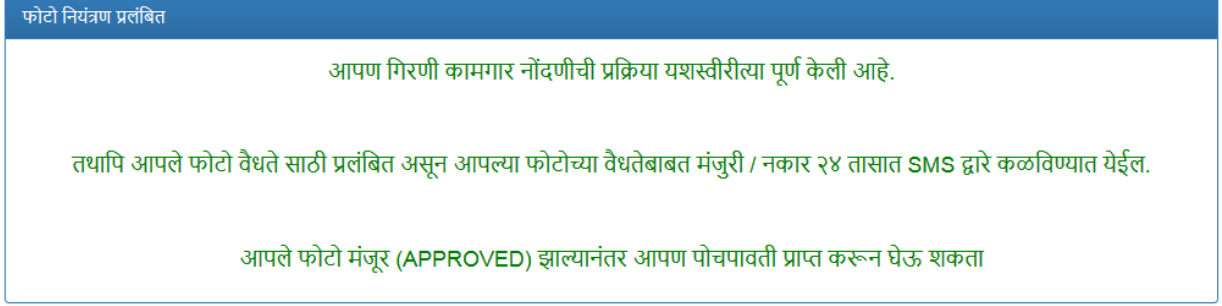 फोटो नियंत्रण प्रलंबित
आपण गिरणी कामगार नोंदणीची प्रक्रिया यशस्वीरीत्या पूर्ण केली आहे.
तथापि आपले फोटो वैधते साठी प्रलंबित असून आपल्या फोटोच्या वैधतेबाबत मंजुरी / नकार २४ तासात SMS द्वारे कळविण्यात येईल.
आपले फोटो मंजूर (APPROVED) झाल्यानंतर आपण पोचपावती प्राप्त करून घेऊ शकता